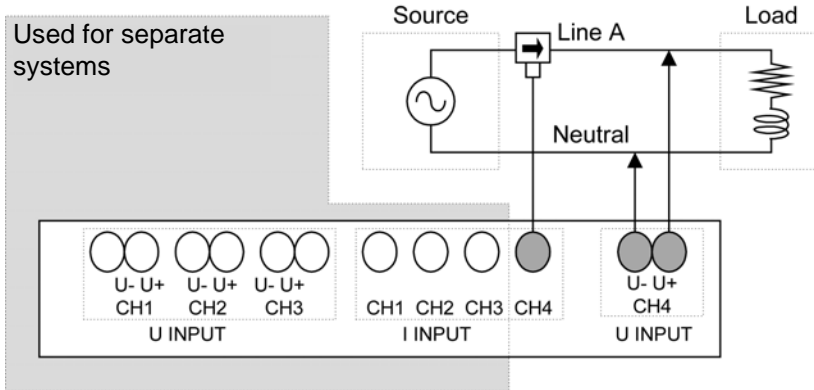 Used for separate
systems
Source
Line A
Load
Neutral
U- U+ U- U+ U- U+ U- U+
CH1 CH2 CH3 CH1 CH2 CH3 CH4 CH4
U INPUT I INPUT U INPUT